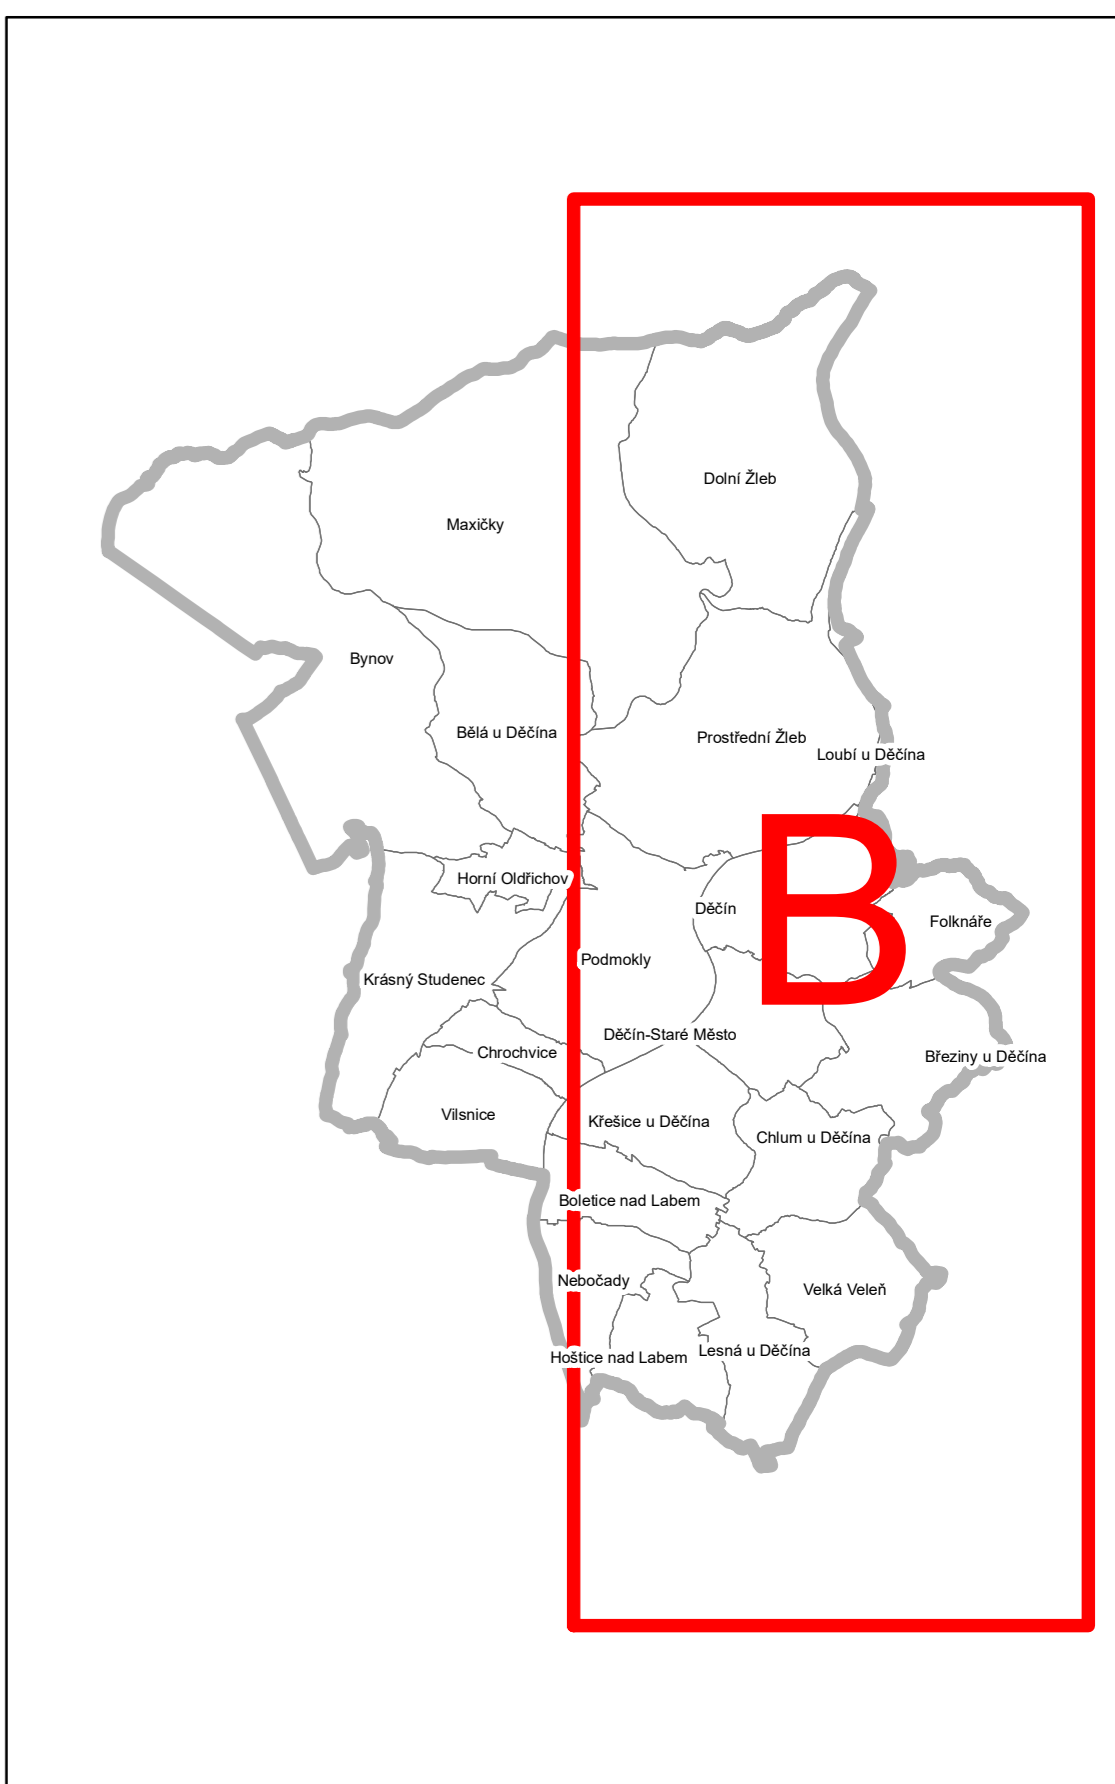 Dolní Žleb
Maxičky
Bynov
Bělá u Děčína
Prostřední Žleb
Loubí u Děčína
Horní Oldřichov
B
Děčín
Folknáře
Podmokly
Krásný Studenec
Děčín-Staré Město
Chrochvice
Březiny u Děčína
Vilsnice
Křešice u Děčína
Chlum u Děčína
Boletice nad Labem
Nebočady
Velká Veleň
Hoštice nad Labem
Lesná u Děčína